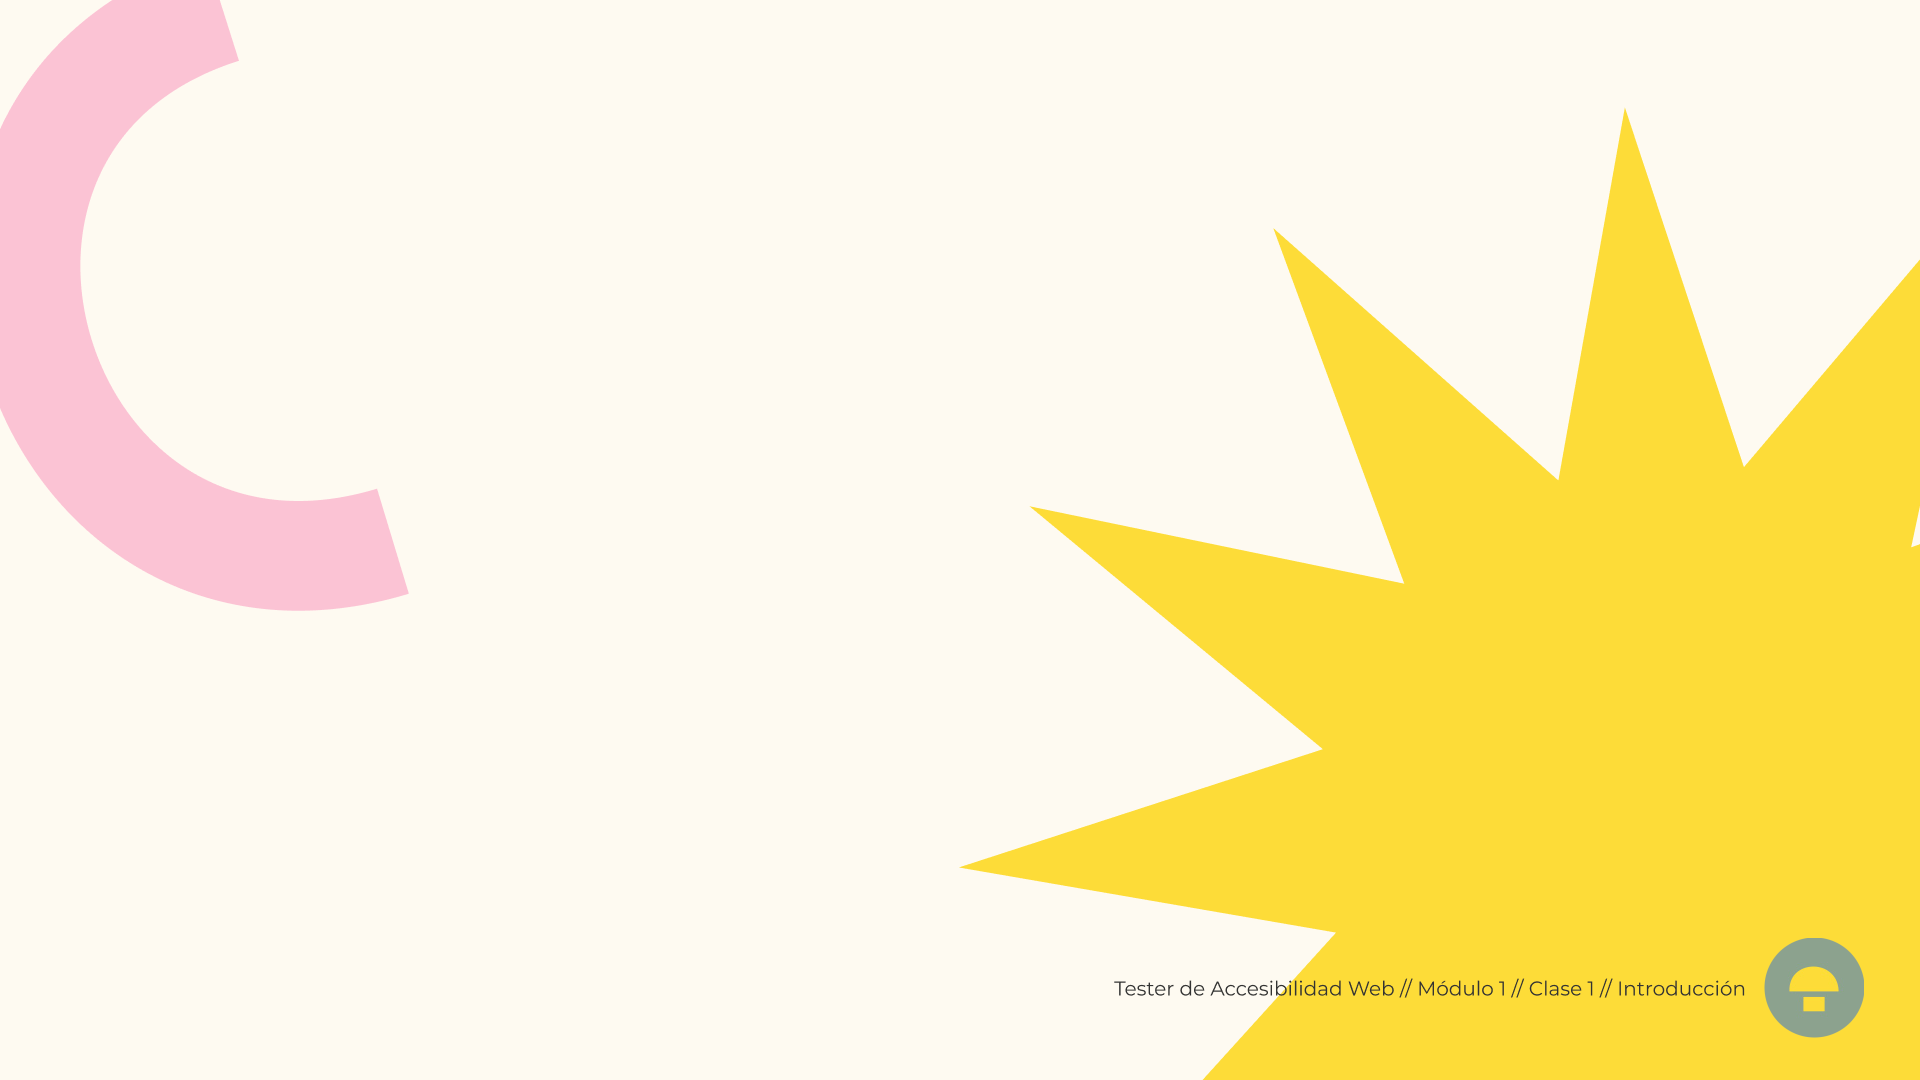 Tester de Accesibilidad Web // Módulo 1 // Clase 1 // Introducción